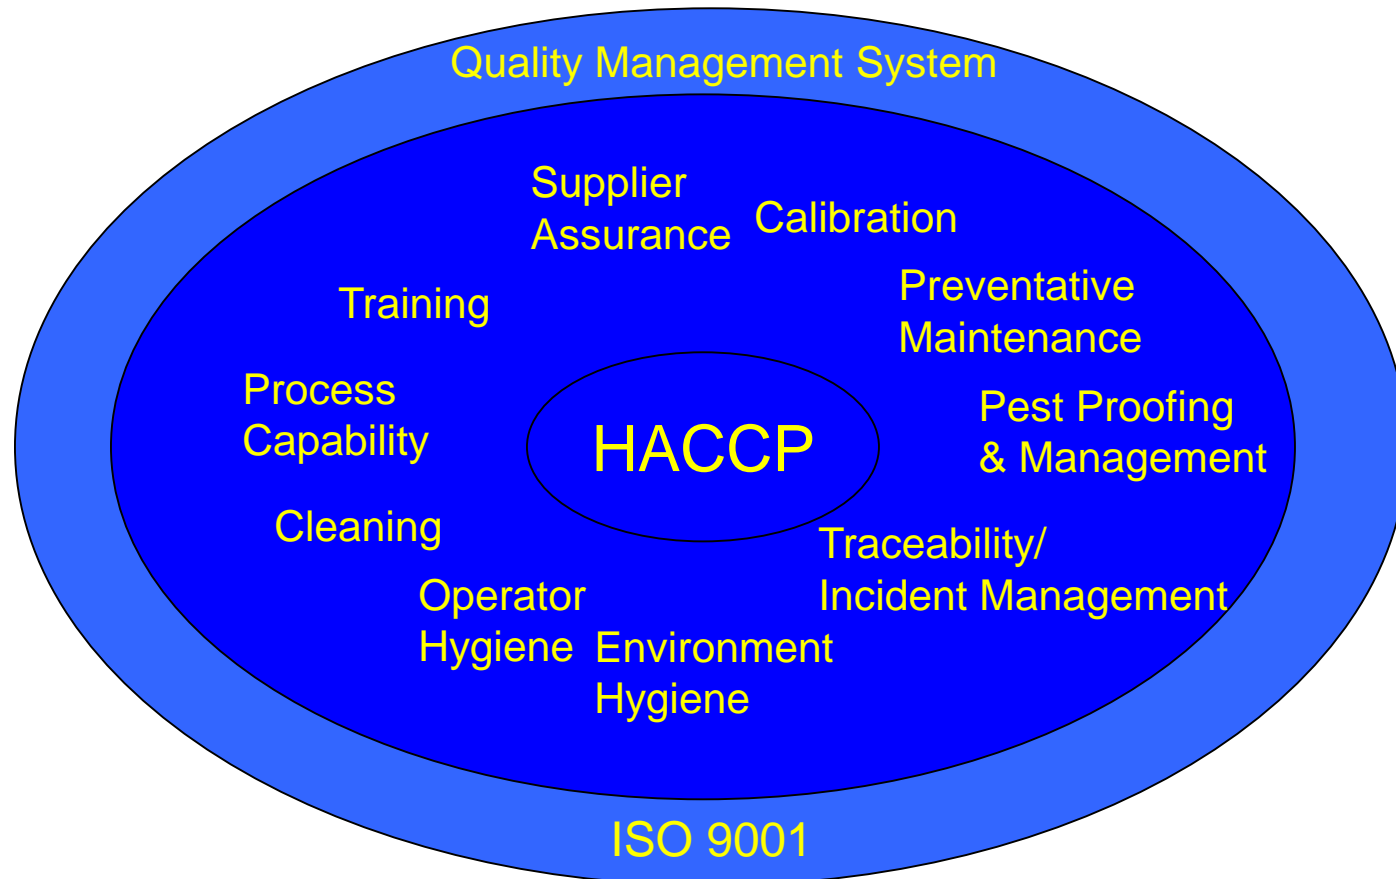 Quality Management System
Supplier
Assurance
Calibration
Training
Preventative
Maintenance
Process
Capability
HACCP
Pest Proofing
& Management
Cleaning
Traceability/
Incident Management
Operator
Hygiene
Environment
Hygiene
ISO 9001